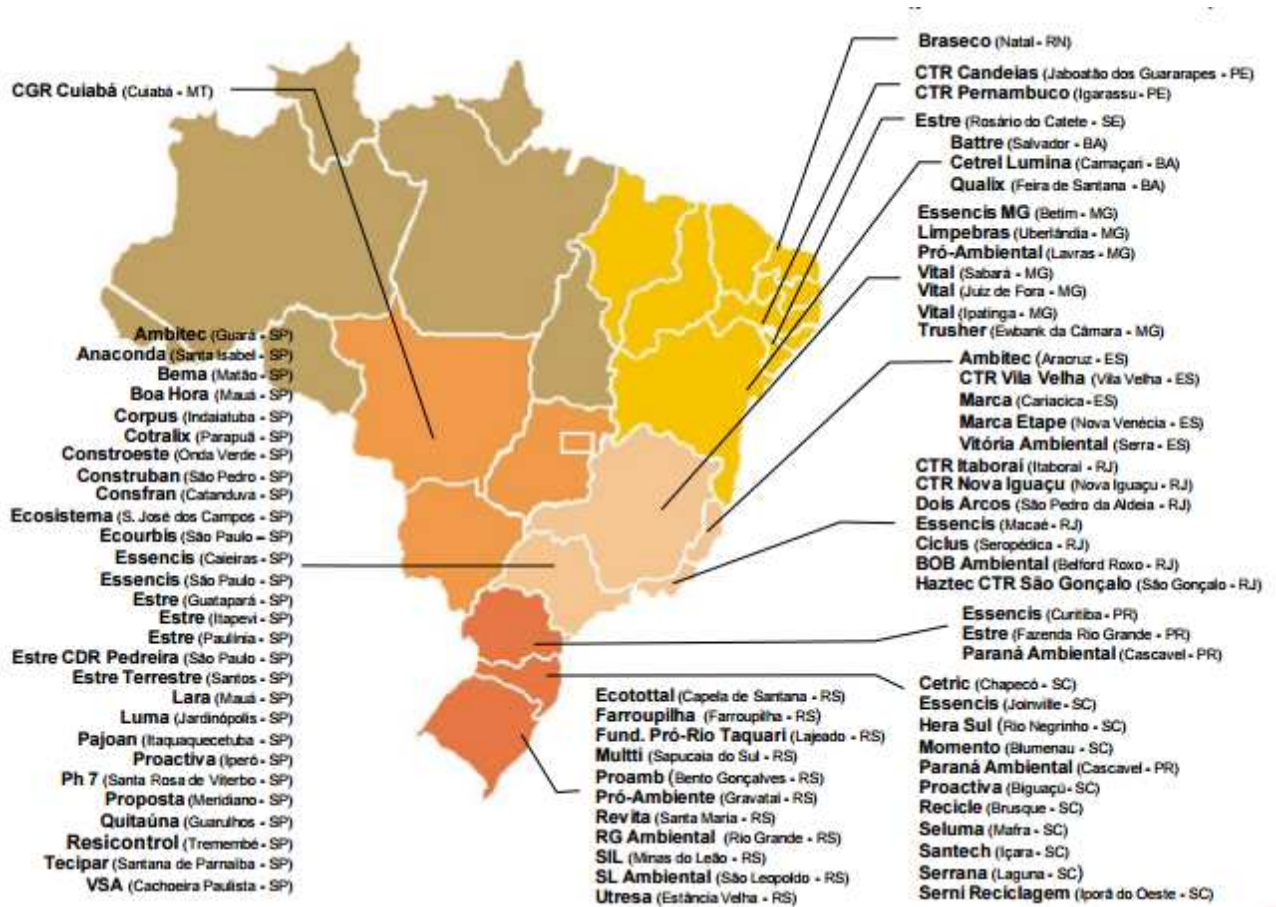 CGR Cuiabá (Cuiabá - MT)
Ambitec (Guará - SP)
Anaconda (Santa Isabel - SP)
Bema (Matão - SP)
Boa Hora (Mauá - SP)
Corpus (Indaiatuba - SP)
Cotralix (Parapuã - SP)
Constroeste (Onda Verde - SP)
Construban (São Pedro - SP)
Consfran (Catanduva - SP)
Ecosistema (S. José dos Campos - SP)
Ecourbis (São Paulo – SP)
Essencis (Caieiras - SP)
Essencis (São Paulo - SP)
Estre (Guatapará - SP)
Estre (Itapevi - SP)
Estre (Paulínia - SP)
Estre CDR Pedreira (São Paulo - SP)
Estre Terrestre (Santos - SP)
Lara (Mauá - SP)
Luma (Jardinópolis - SP)
Pajoan (Itaquaquecetuba - SP)
Proactiva (Iperó - SP)
Ph 7 (Santa Rosa de Viterbo - SP)
Proposta (Meridiano - SP)
Quitaúna (Guarulhos - SP)
Resicontrol (Tremembé - SP)
Tecipar (Santana de Parnaíba - SP)
VSA (Cachoeira Paulista - SP)
Braseco (Natal - RN)
CTR Candeias (Jaboatão dos Guararapes - PE)
CTR Pernambuco (Igarassu - PE)
Estre (Rosário do Catete - SE)
Battre (Salvador - BA)
Cetrel Lumina (Camaçari - BA)
Qualix (Feira de Santana - BA)
Essencis MG (Betim - MG)
Limpebras (Uberlândia - MG)
Pró-Ambiental (Lavras - MG)
Vital (Sabará - MG)
Vital (Juiz de Fora - MG)
Vital (Ipatinga - MG)
Trusher (Ewbank da Câmara - MG)
Ambitec (Aracruz - ES)
CTR Vila Velha (Vila Velha - ES)
Marca (Cariacica - ES)
Marca Etape (Nova Venécia - ES)
Vitória Ambiental (Serra - ES)
CTR Itaboraí (Itaboraí - RJ)
CTR Nova Iguaçu (Nova Iguaçu - RJ)
Dois Arcos (São Pedro da Aldeia - RJ)
Essencis (Macaé - RJ)
Ciclus (Seropédica - RJ)
BOB Ambiental (Belford Roxo - RJ)
Haztec CTR São Gonçalo (São Gonçalo - RJ)
Essencis (Curitiba - PR)
Estre (Fazenda Rio Grande - PR)
Paraná Ambiental (Cascavel - PR)
Ecotottal (Capela de Santana - RS)
Farroupilha (Farroupilha - RS)
Fund. Pró-Rio Taquari (Lajeado - RS)
Multti (Sapucaia do Sul - RS)
Proamb (Bento Gonçalves - RS)
Pró-Ambiente (Gravataí - RS)
Revita (Santa Maria - RS)
RG Ambiental (Rio Grande - RS)
SIL (Minas do Leão - RS)
SL Ambiental (São Leopoldo - RS)
Utresa (Estância Velha - RS)
Cetric (Chapecó - SC)
Essencis (Joinville - SC)
Hera Sul (Rio Negrinho - SC)
Momento (Blumenau - SC)
Paraná Ambiental (Cascavel - PR)
Proactiva (Biguaçú - SC)
Recicle (Brusque - SC)
Seluma (Mafra - SC)
Santech (Içara - SC)
Serrana (Laguna - SC)
Serni Reciclagem (Iporã do Oeste - SC)